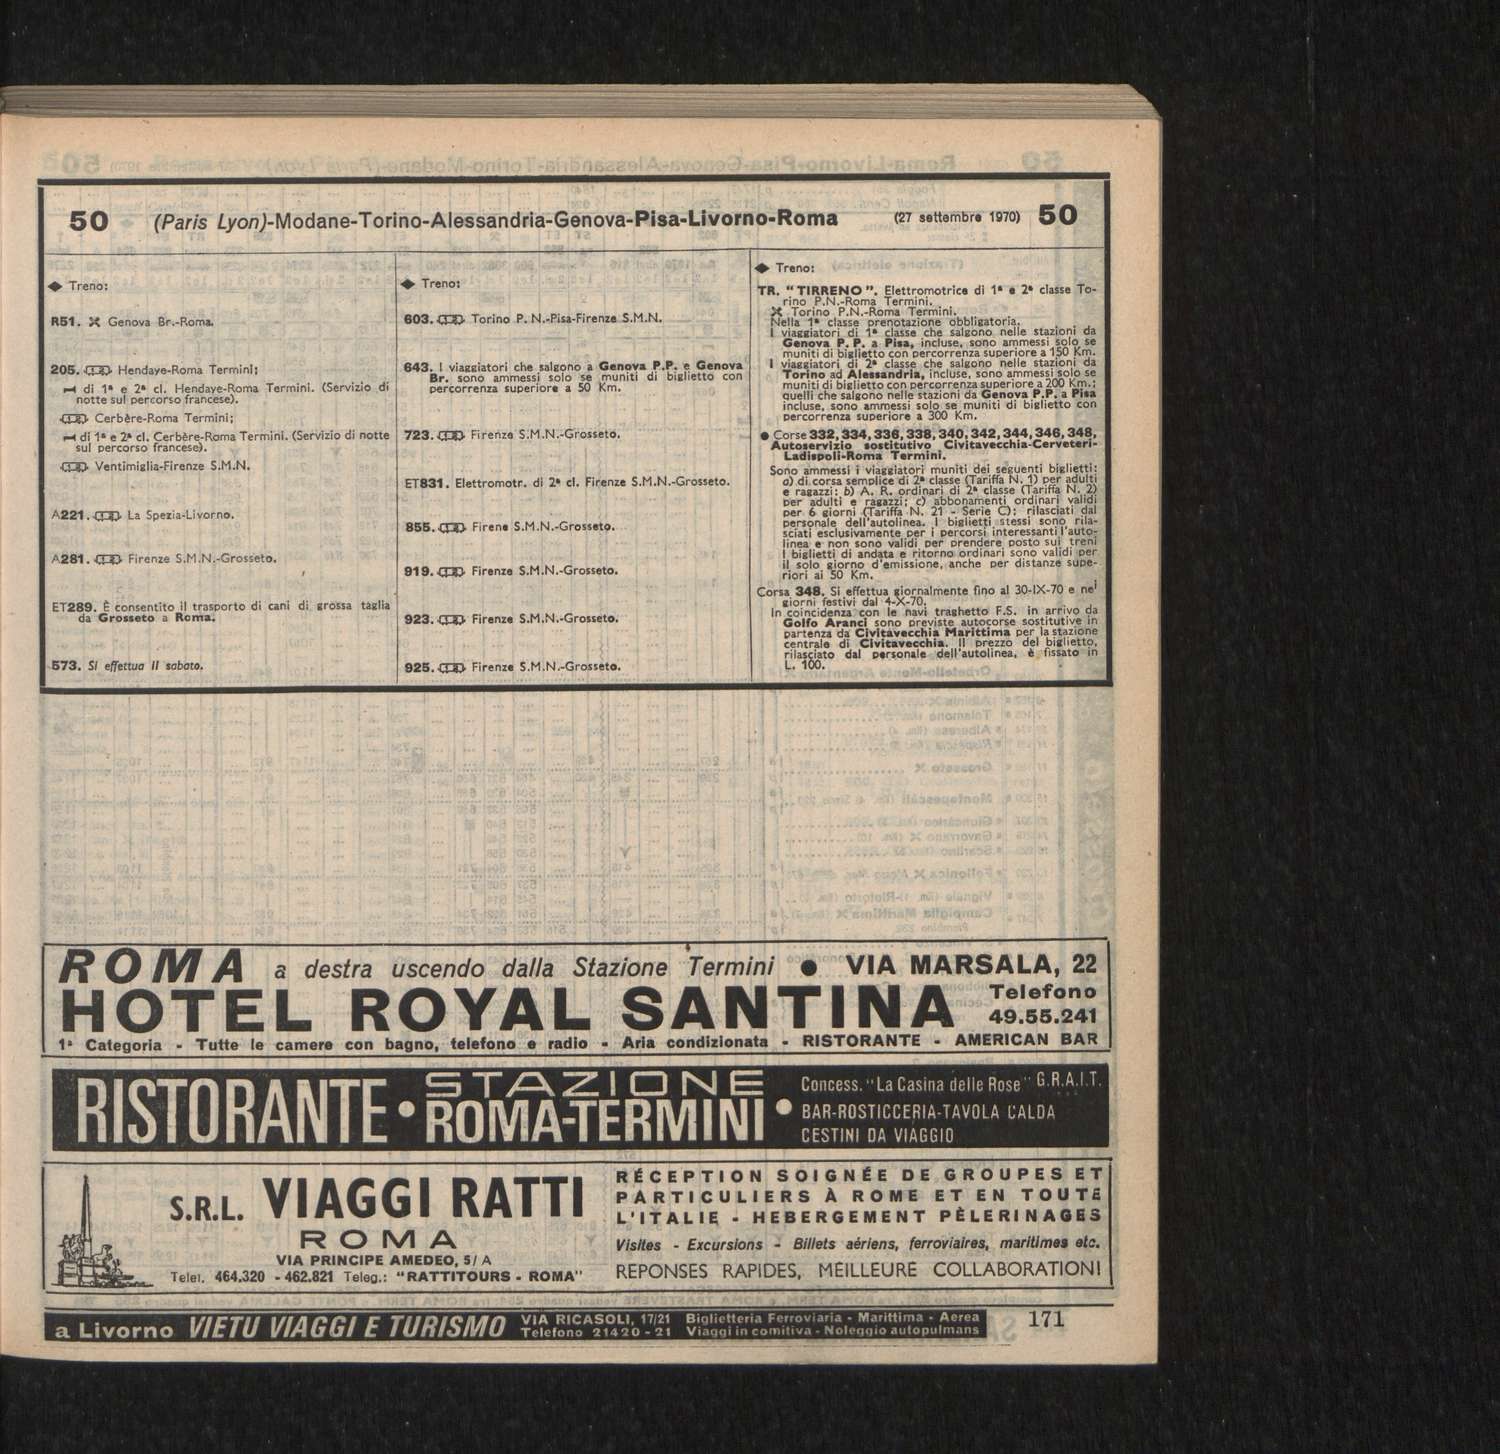 50 (Paris Lyon)-Modane-Torino-Alessandria-Genova-Pisa-Livorno-Roma (27 settembre 1970) 50
◆ Treno:
R51. Genova Br.-Roma.
205. Hendaye-Roma Termini;
di 1ª e 2ª cl. Hendaye-Roma Termini. (Servizio di
notte sul percorso francese).
Cerbère-Roma Termini;
di 1ª e 2ª cl. Cerbère-Roma Termini. (Servizio di notte
sul percorso francese).
Ventimiglia-Firenze S.M.N.
A221. La Spezia-Livorno.
A281. Firenze S.M.N.-Grosseto.
ET289. È consentito il trasporto di cani di grossa taglia
da Grosseto a Roma.
573. Si effettua il sabato.
◆ Treno:
603. Torino P. N.-Pisa-Firenze S.M.N.
643. I viaggiatori che salgono a Genova P.P. e Genova
Br. sono ammessi solo se muniti di biglietto con
percorrenza superiore a 50 Km.
723. Firenze S.M.N.-Grosseto.
ET831. Elettromotr. di 2ª cl. Firenze S.M.N.-Grosseto.
855. Firene S.M.N.-Grosseto.
919. Firenze S.M.N.-Grosseto.
923. Firenze S.M.N.-Grosseto.
925. Firenze S.M.N.-Grosseto.
◆ Treno:
TR. "TIRRENO". Elettromotrice di 1ª e 2ª classe To-
rino P.N.-Roma Termini.
Torino P.N.-Roma Termini.
Nella 1ª classe prenotazione obbligatoria.
I viaggiatori di 1ª classe che salgono nelle stazioni da
Genova P. P. a Pisa, incluse, sono ammessi solo se
muniti di biglietto con percorrenza superiore a 150 Km.
I viaggiatori di 2ª classe che salgono nelle stazioni da
Torino ad Alessandria, incluse, sono ammessi solo se
muniti di biglietto con percorrenza superiore a 200 Km.;
quelli che salgono nelle stazioni da Genova P.P. a Pisa
incluse, sono ammessi solo se muniti di biglietto con
percorrenza superiore a 300 Km.
● Corse 332, 334, 336, 338, 340, 342, 344, 346, 348,
Autoservizio sostitutivo Civitavecchia-Cerveteri-
Ladispoli-Roma Termini.
Sono ammessi i viaggiatori muniti dei seguenti biglietti:
a) di corsa semplice di 2ª classe (Tariffa N. 1) per adulti
e ragazzi; b) A. R. ordinari di 2ª classe (Tariffa N. 2)
per adulti e ragazzi; c) abbonamenti ordinari validi
per 6 giorni (Tariffa N. 21 - Serie C); rilasciati dal
personale dell'autolinea. I biglietti stessi sono rila-
sciati esclusivamente per i percorsi interessanti l'auto-
linea e non sono validi per prendere posto sui treni
I biglietti di andata e ritorno ordinari sono validi per
il solo giorno d'emissione, anche per distanze supe-
riori ai 50 Km.
Corsa 348. Si effettua giornalmente fino al 30-IX-70 e nei
giorni festivi dal 4-X-70.
In coincidenza con le navi traghetto F.S. in arrivo da
Golfo Aranci sono previste autocorse sostitutive in
partenza da Civitavecchia Marittima per la stazione
centrale di Civitavecchia. Il prezzo del biglietto,
rilasciato dal personale dell'autolinea, è fissato in
L. 100.
ROMA a destra uscendo dalla Stazione Termini ● VIA MARSALA, 22
HOTEL ROYAL SANTINA Telefono
49.55.241
1ª Categoria - Tutte le camere con bagno, telefono e radio - Aria condizionata - RISTORANTE - AMERICAN BAR
RISTORANTE • STAZIONE
ROMA-TERMINI •
Concess. "La Casina delle Rose" G.R.A.I.T.
BAR-ROSTICCERIA-TAVOLA CALDA
CESTINI DA VIAGGIO
S.R.L. VIAGGI RATTI
ROMA
VIA PRINCIPE AMEDEO, 5/A
Telef. 464.320 - 462.821 Teleg.: "RATTITOURS - ROMA"
RÉCEPTION SOIGNÉE DE GROUPES ET
PARTICULIERS À ROME ET EN TOUTE
L'ITALIE - HEBERGEMENT PÈLERINAGES
Visites - Excursions - Billets aériens, ferroviaires, maritimes etc.
REPONSES RAPIDES, MEILLEURE COLLABORATION!
a Livorno VIETU VIAGGI E TURISMO VIA RICASOLI, 17/21 Biglietteria Ferroviaria - Marittima - Aerea
Telefono 21420 - 21 Viaggi in comitiva - Noleggio autopulmans
171